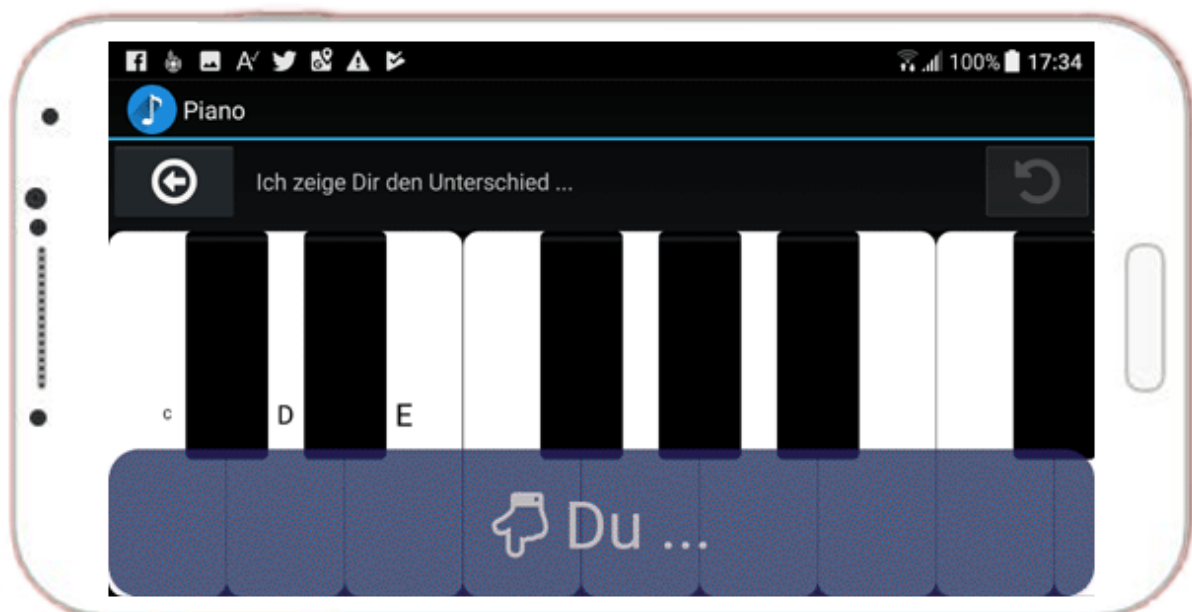 100% 17:34
Piano
Ich zeige Dir den Unterschied ...
C D E
Du ...